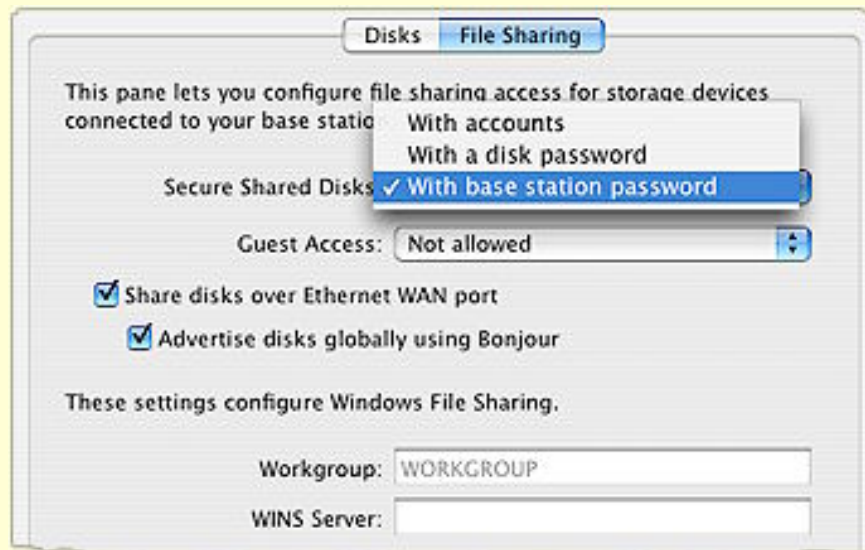 Disks File Sharing
This pane lets you configure file sharing access for storage devices
connected to your base statio
With accounts
With a disk password
Secure Shared Disks ✓ With base station password
Guest Access: Not allowed
Share disks over Ethernet WAN port
Advertise disks globally using Bonjour
These settings configure Windows File Sharing.
Workgroup: WORKGROUP
WINS Server: